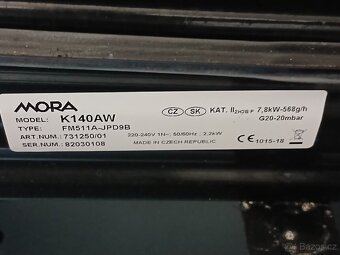 MORA
MODEL: K140AW
TYPE: FM511A-JPD9B
ART.NUM.: 731250/01
SER.NUM.: 82030108
220-240V 1N~, 50/60Hz, 2.2kW
MADE IN CZECH REPUBLIC
CZ SK KAT. II2H3B/P 7,8kW-568g/h
G20-20mbar
CE 1015-18